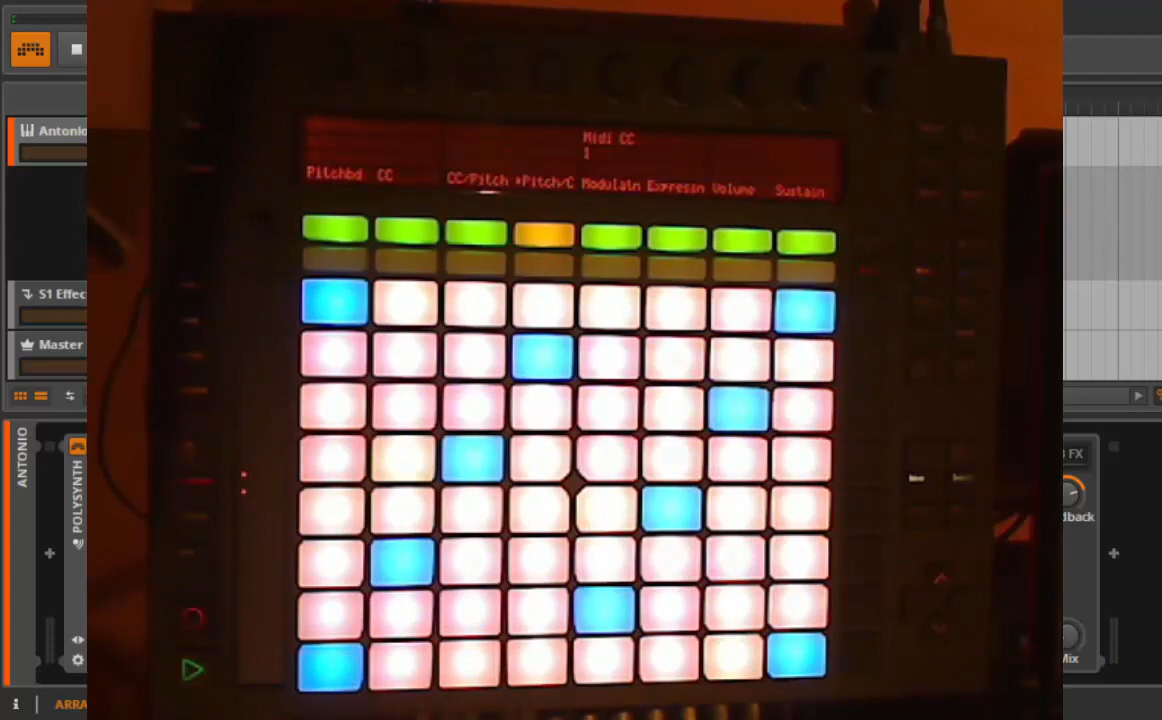 Antonio
Midi CC
1
Pitchbd CC CC/Pitch Pitch/C Modulatn Expressn Volume Sustain
S1 Effec
Master
ANTONIO
POLYSYNTH
FX
dback
Mix
i ARRA